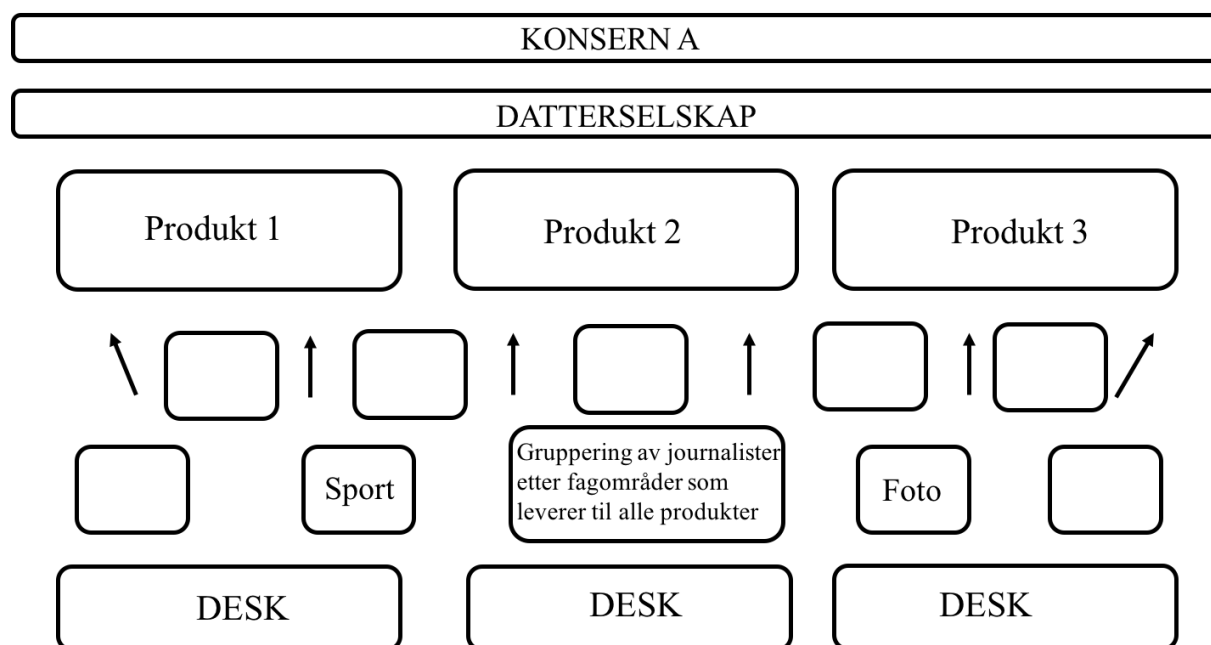 KONSERN A
DATTERSELSKAP
Produkt 1
Produkt 2
Produkt 3
Sport
Gruppering av journalister
etter fagområder som
leverer til alle produkter
Foto
DESK
DESK
DESK